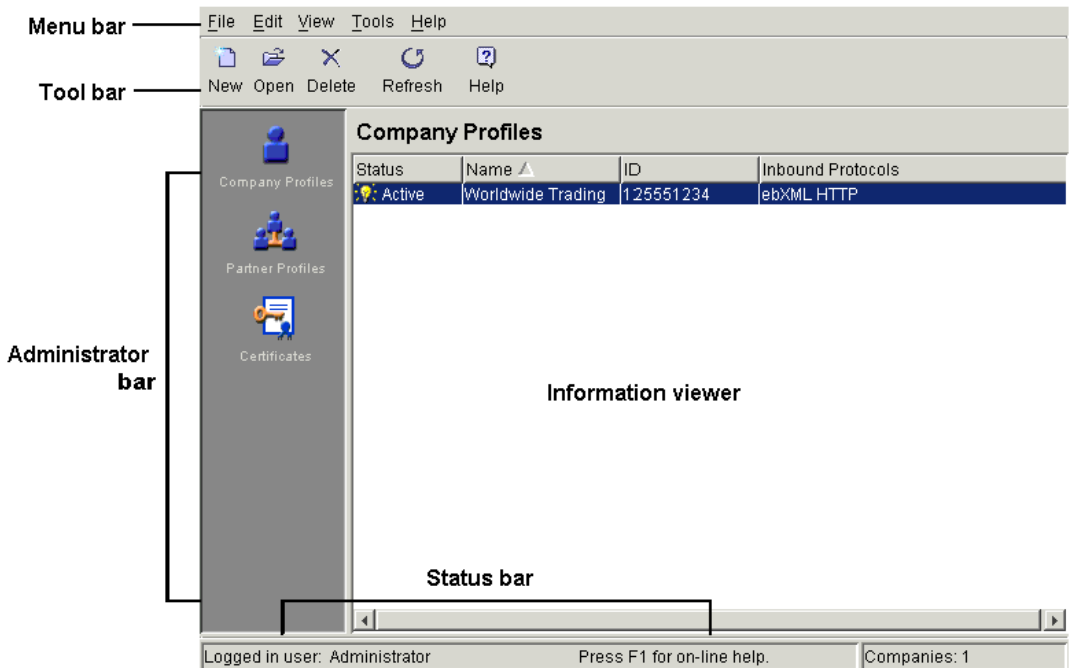 Menu bar
File Edit View Tools Help
Tool bar
New Open Delete Refresh Help
Company Profiles
Partner Profiles
Certificates
Administrator
bar
Company Profiles
Status Name ID Inbound Protocols
Active Worldwide Trading 125551234 ebXML HTTP
Information viewer
Status bar
Logged in user: Administrator Press F1 for on-line help. Companies: 1